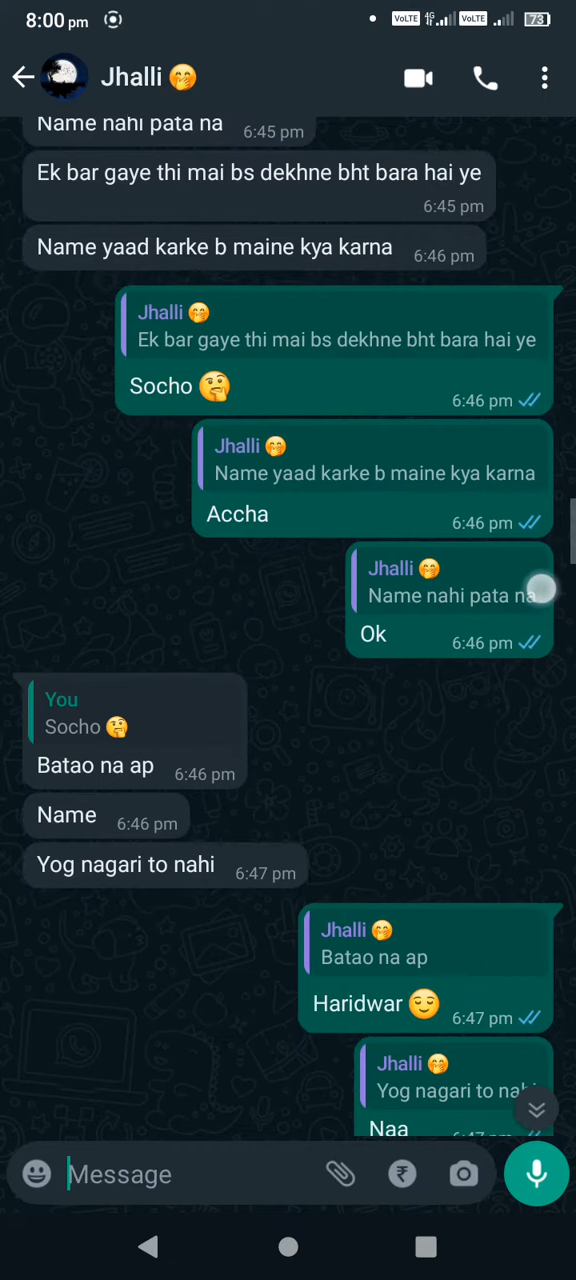 8:00 pm VoLTE 4G VoLTE 73
Jhalli 🤭
Name nahi pata na 6:45 pm
Ek bar gaye thi mai bs dekhne bht bara hai ye
6:45 pm
Name yaad karke b maine kya karna 6:46 pm
Jhalli 🤭
Ek bar gaye thi mai bs dekhne bht bara hai ye
Socho 🤔 6:46 pm
Jhalli 🤭
Name yaad karke b maine kya karna
Accha 6:46 pm
Jhalli 🤭
Name nahi pata na
Ok 6:46 pm
You
Socho 🤔
Batao na ap 6:46 pm
Name 6:46 pm
Yog nagari to nahi 6:47 pm
Jhalli 🤭
Batao na ap
Haridwar 😌 6:47 pm
Jhalli 🤭
Yog nagari to nahi
Naa 6:47 pm
Message